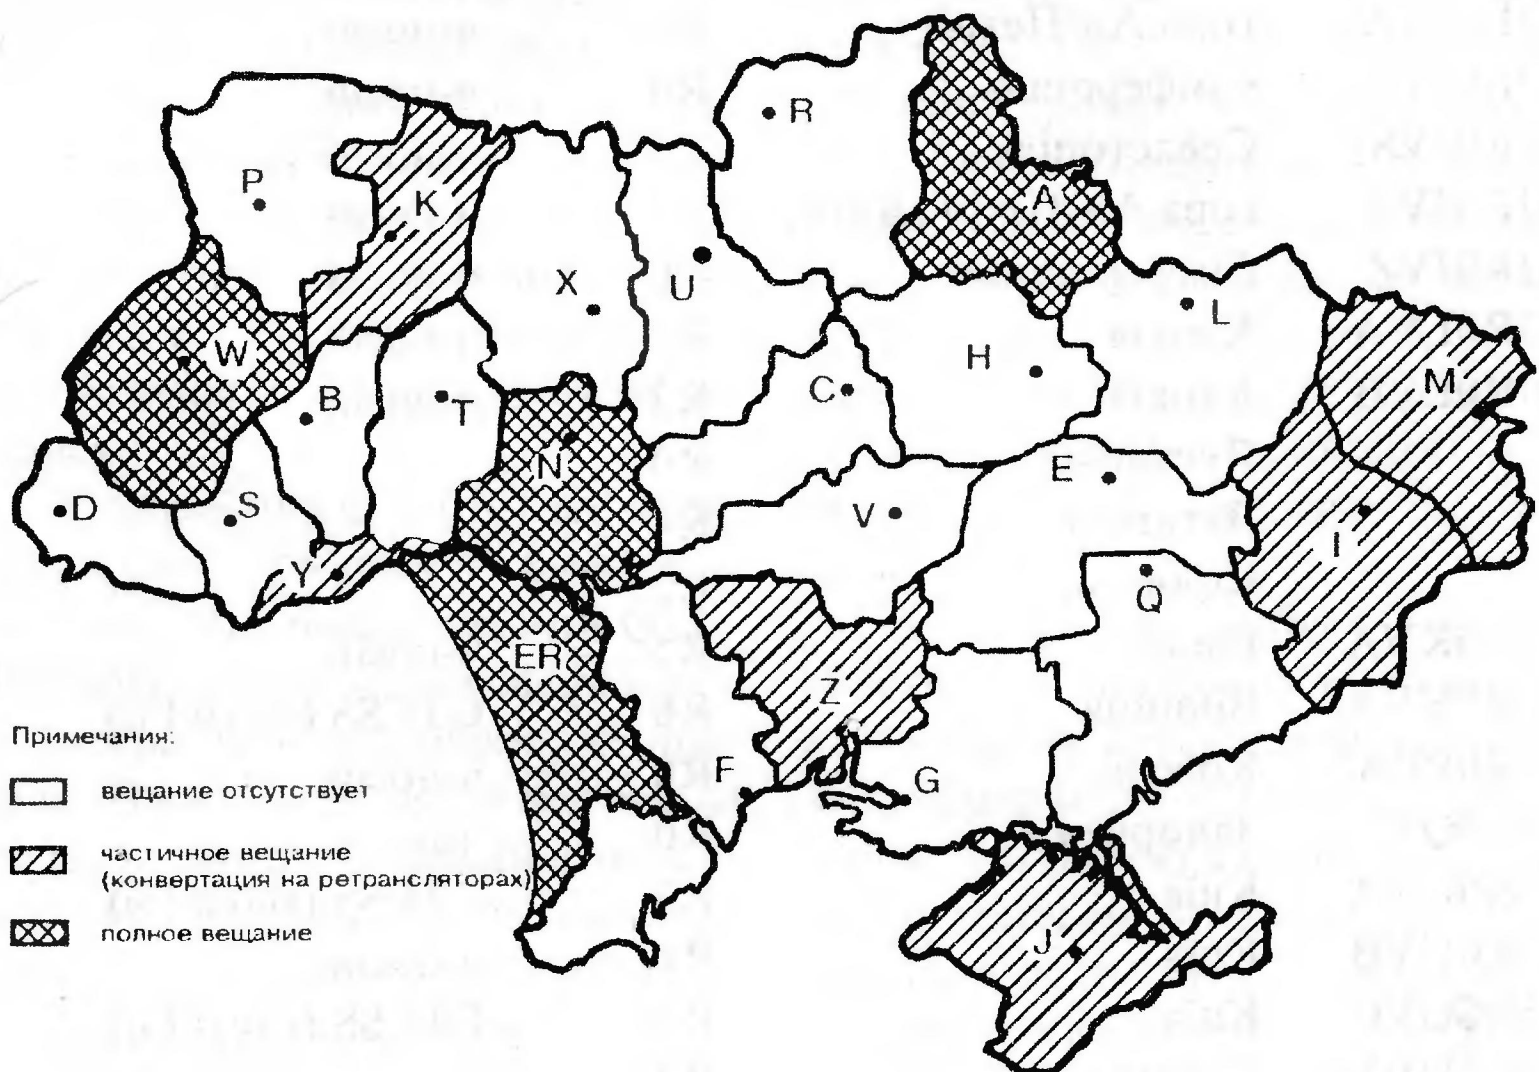 R
P
K
A
X
U
L
W
B
T
C
H
M
D
S
N
V
E
I
Y
Q
ER
Z
F
G
J
Примечания:
вещание отсутствует
частичное вещание
(конвертация на ретрансляторах)
полное вещание